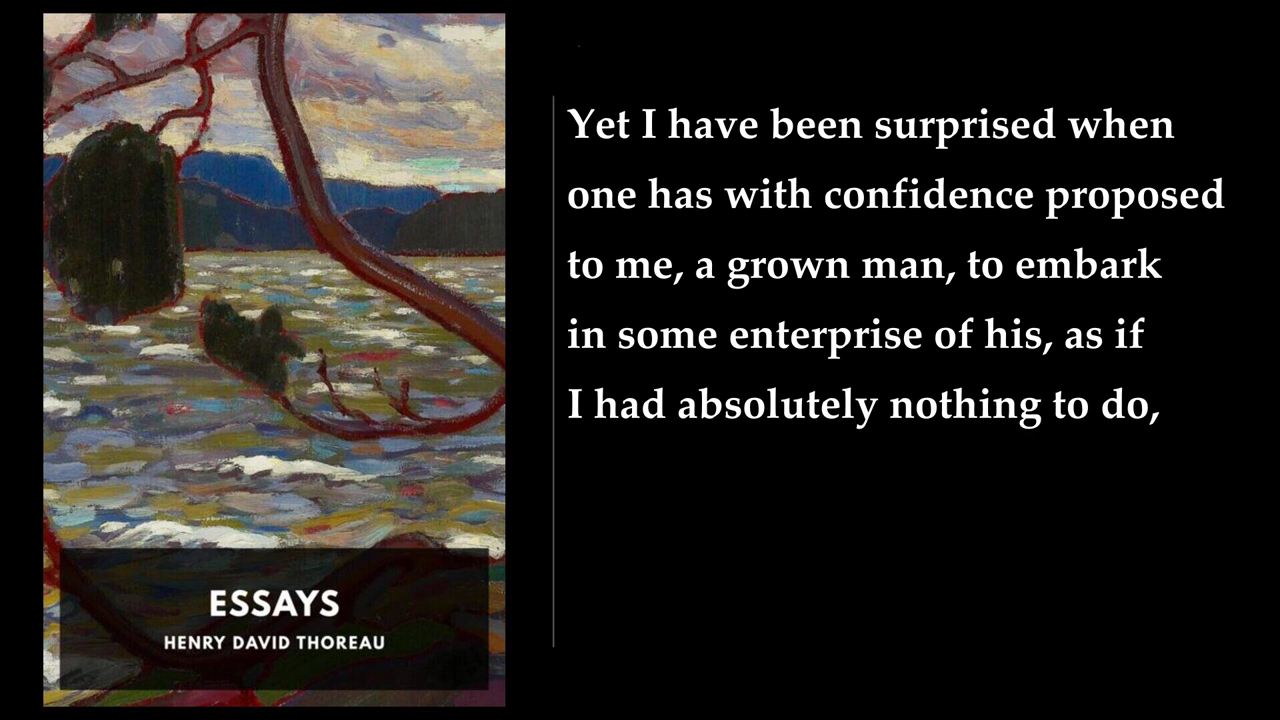 ESSAYS
HENRY DAVID THOREAU
Yet I have been surprised when
one has with confidence proposed
to me, a grown man, to embark
in some enterprise of his, as if
I had absolutely nothing to do,